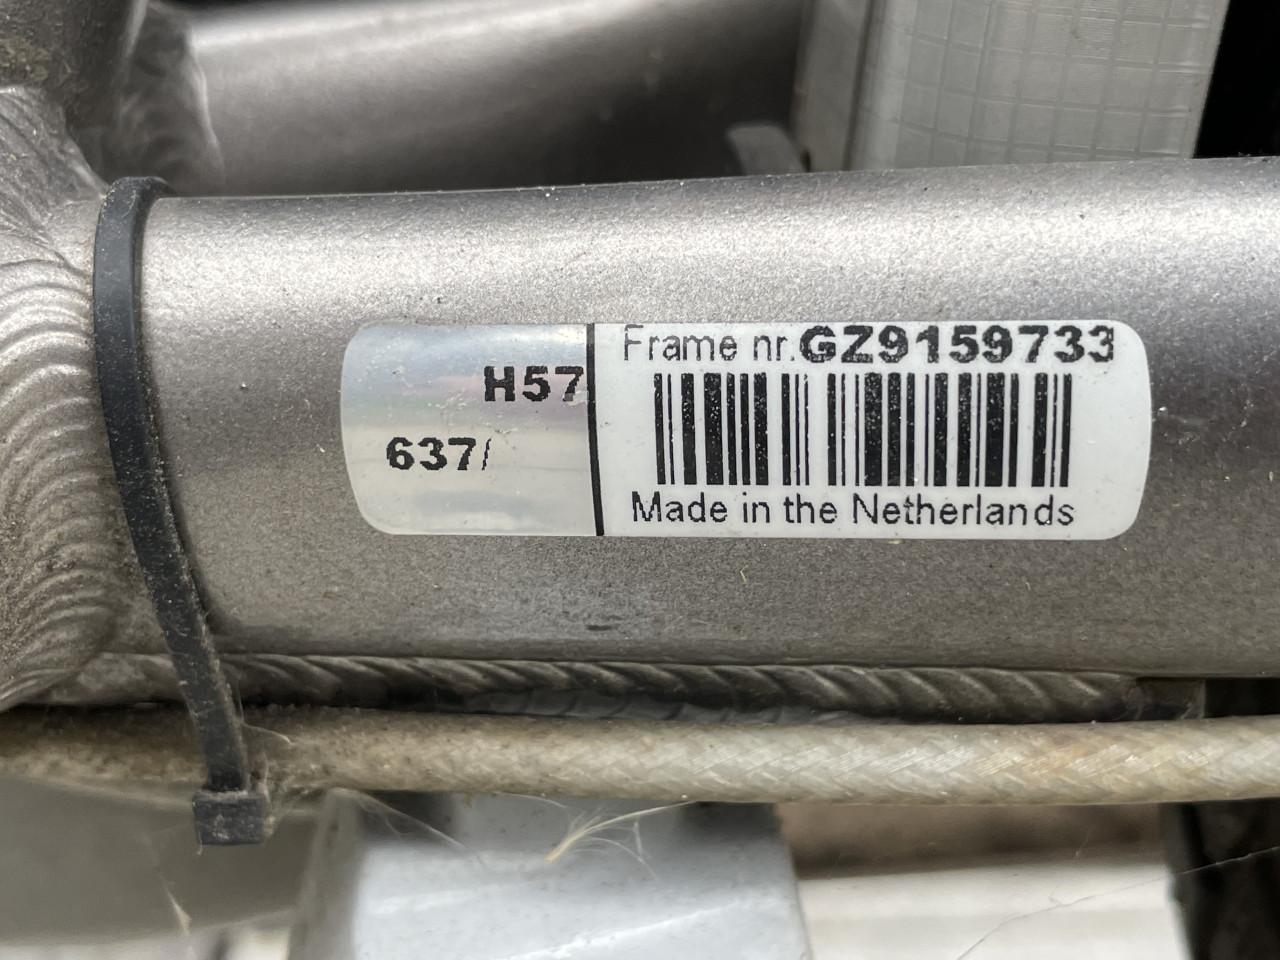 H57
637/
Frame nr.GZ9159733
Made in the Netherlands